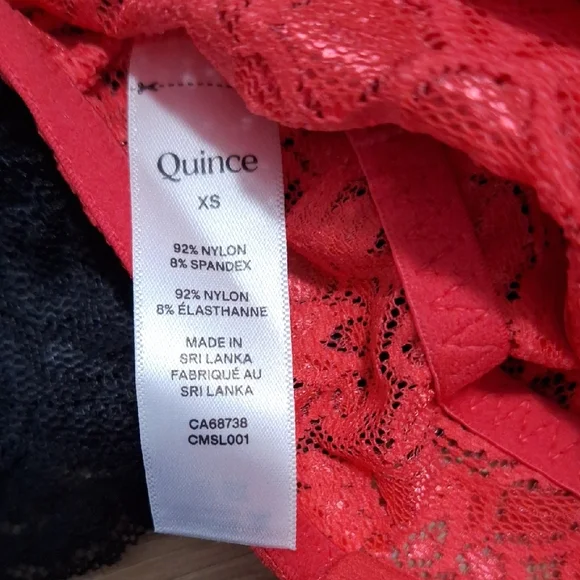 Quince
XS
92% NYLON
8% SPANDEX
92% NYLON
8% ÉLASTHANNE
MADE IN
SRI LANKA
FABRIQUÉ AU
SRI LANKA
CA68738
CMSL001